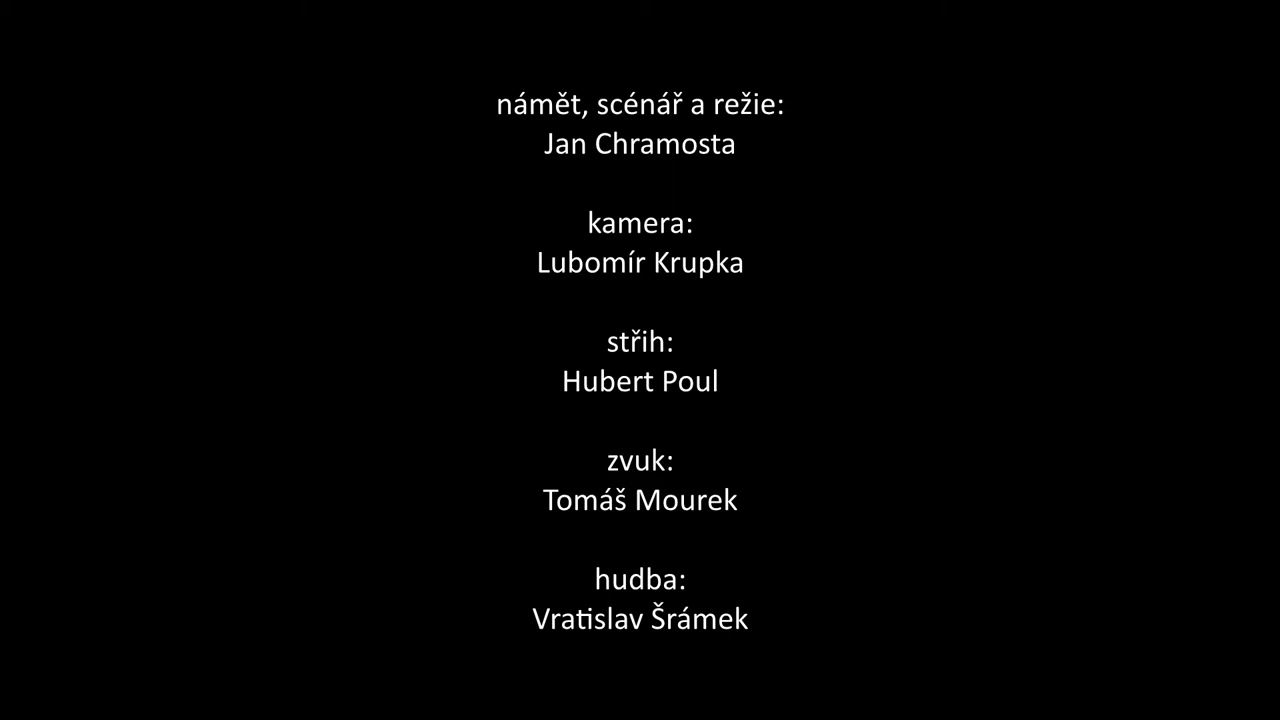 námět, scénář a režie:
Jan Chramosta
kamera:
Lubomír Krupka
střih:
Hubert Poul
zvuk:
Tomáš Mourek
hudba:
Vratislav Šrámek